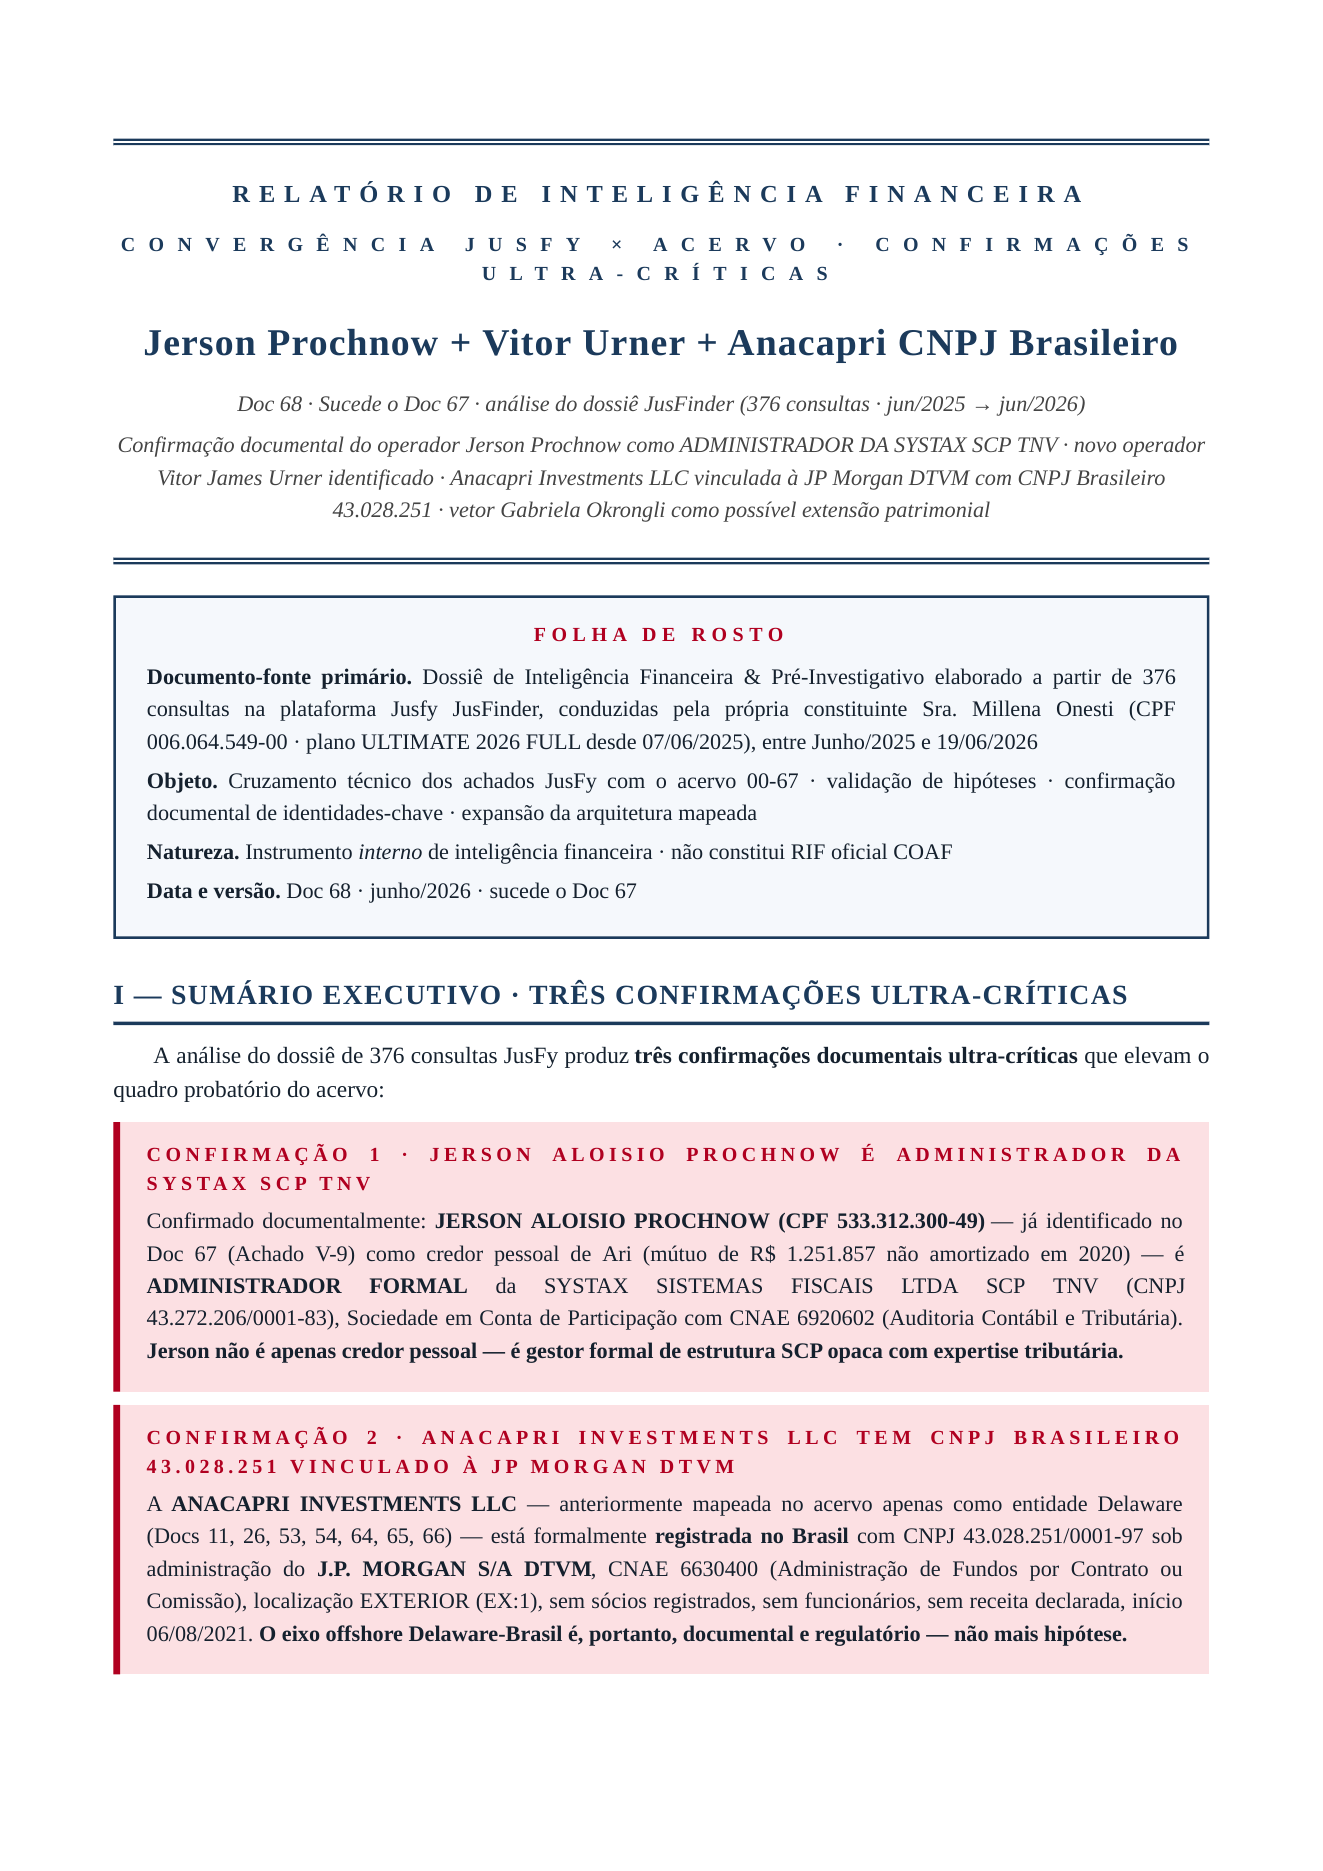 RELATÓRIO DE INTELIGÊNCIA FINANCEIRA
CONVERGÊNCIA JUSFY × ACERVO · CONFIRMAÇÕES
ULTRA-CRÍTICAS
Jerson Prochnow + Vitor Urner + Anacapri CNPJ Brasileiro
Doc 68 · Sucede o Doc 67 · análise do dossiê JusFinder (376 consultas · jun/2025 → jun/2026)
Confirmação documental do operador Jerson Prochnow como ADMINISTRADOR DA SYSTAX SCP TNV · novo operador
Vitor James Urner identificado · Anacapri Investments LLC vinculada à JP Morgan DTVM com CNPJ Brasileiro
43.028.251 · vetor Gabriela Okrongli como possível extensão patrimonial
FOLHA DE ROSTO
Documento-fonte primário. Dossiê de Inteligência Financeira & Pré-Investigativo elaborado a partir de 376
consultas na plataforma Jusfy JusFinder, conduzidas pela própria constituinte Sra. Millena Onesti (CPF
006.064.549-00 · plano ULTIMATE 2026 FULL desde 07/06/2025), entre Junho/2025 e 19/06/2026
Objeto. Cruzamento técnico dos achados JusFy com o acervo 00-67 · validação de hipóteses · confirmação
documental de identidades-chave · expansão da arquitetura mapeada
Natureza. Instrumento interno de inteligência financeira · não constitui RIF oficial COAF
Data e versão. Doc 68 · junho/2026 · sucede o Doc 67
I — SUMÁRIO EXECUTIVO · TRÊS CONFIRMAÇÕES ULTRA-CRÍTICAS
A análise do dossiê de 376 consultas JusFy produz três confirmações documentais ultra-críticas que elevam o
quadro probatório do acervo:
CONFIRMAÇÃO 1 · JERSON ALOISIO PROCHNOW É ADMINISTRADOR DA
SYSTAX SCP TNV
Confirmado documentalmente: JERSON ALOISIO PROCHNOW (CPF 533.312.300-49) — já identificado no
Doc 67 (Achado V-9) como credor pessoal de Ari (mútuo de R$ 1.251.857 não amortizado em 2020) — é
ADMINISTRADOR FORMAL da SYSTAX SISTEMAS FISCAIS LTDA SCP TNV (CNPJ
43.272.206/0001-83), Sociedade em Conta de Participação com CNAE 6920602 (Auditoria Contábil e Tributária).
Jerson não é apenas credor pessoal — é gestor formal de estrutura SCP opaca com expertise tributária.
CONFIRMAÇÃO 2 · ANACAPRI INVESTMENTS LLC TEM CNPJ BRASILEIRO
43.028.251 VINCULADO À JP MORGAN DTVM
A ANACAPRI INVESTMENTS LLC — anteriormente mapeada no acervo apenas como entidade Delaware
(Docs 11, 26, 53, 54, 64, 65, 66) — está formalmente registrada no Brasil com CNPJ 43.028.251/0001-97 sob
administração do J.P. MORGAN S/A DTVM, CNAE 6630400 (Administração de Fundos por Contrato ou
Comissão), localização EXTERIOR (EX:1), sem sócios registrados, sem funcionários, sem receita declarada, início
06/08/2021. O eixo offshore Delaware-Brasil é, portanto, documental e regulatório — não mais hipótese.